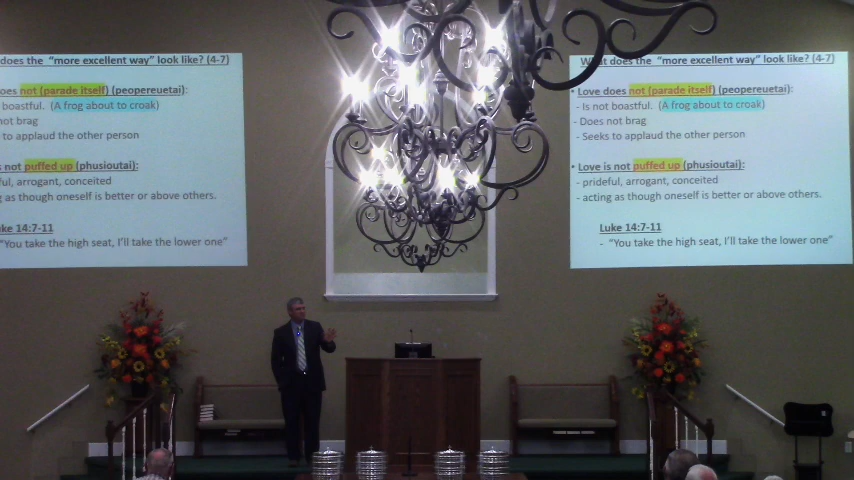 does the "more excellent way" look like? (4-7)
oes not (parade itself) (peopereuetai):
boastful. (A frog about to croak)
not brag
to applaud the other person
s not puffed up (phusioutai):
ful, arrogant, conceited
g as though oneself is better or above others.
uke 14:7-11
"You take the high seat, I'll take the lower one"
What does the "more excellent way" look like? (4-7)
• Love does not (parade itself) (peopereuetai):
- Is not boastful. (A frog about to croak)
- Does not brag
- Seeks to applaud the other person
• Love is not puffed up (phusioutai):
- prideful, arrogant, conceited
- acting as though oneself is better or above others.
Luke 14:7-11
- "You take the high seat, I'll take the lower one"